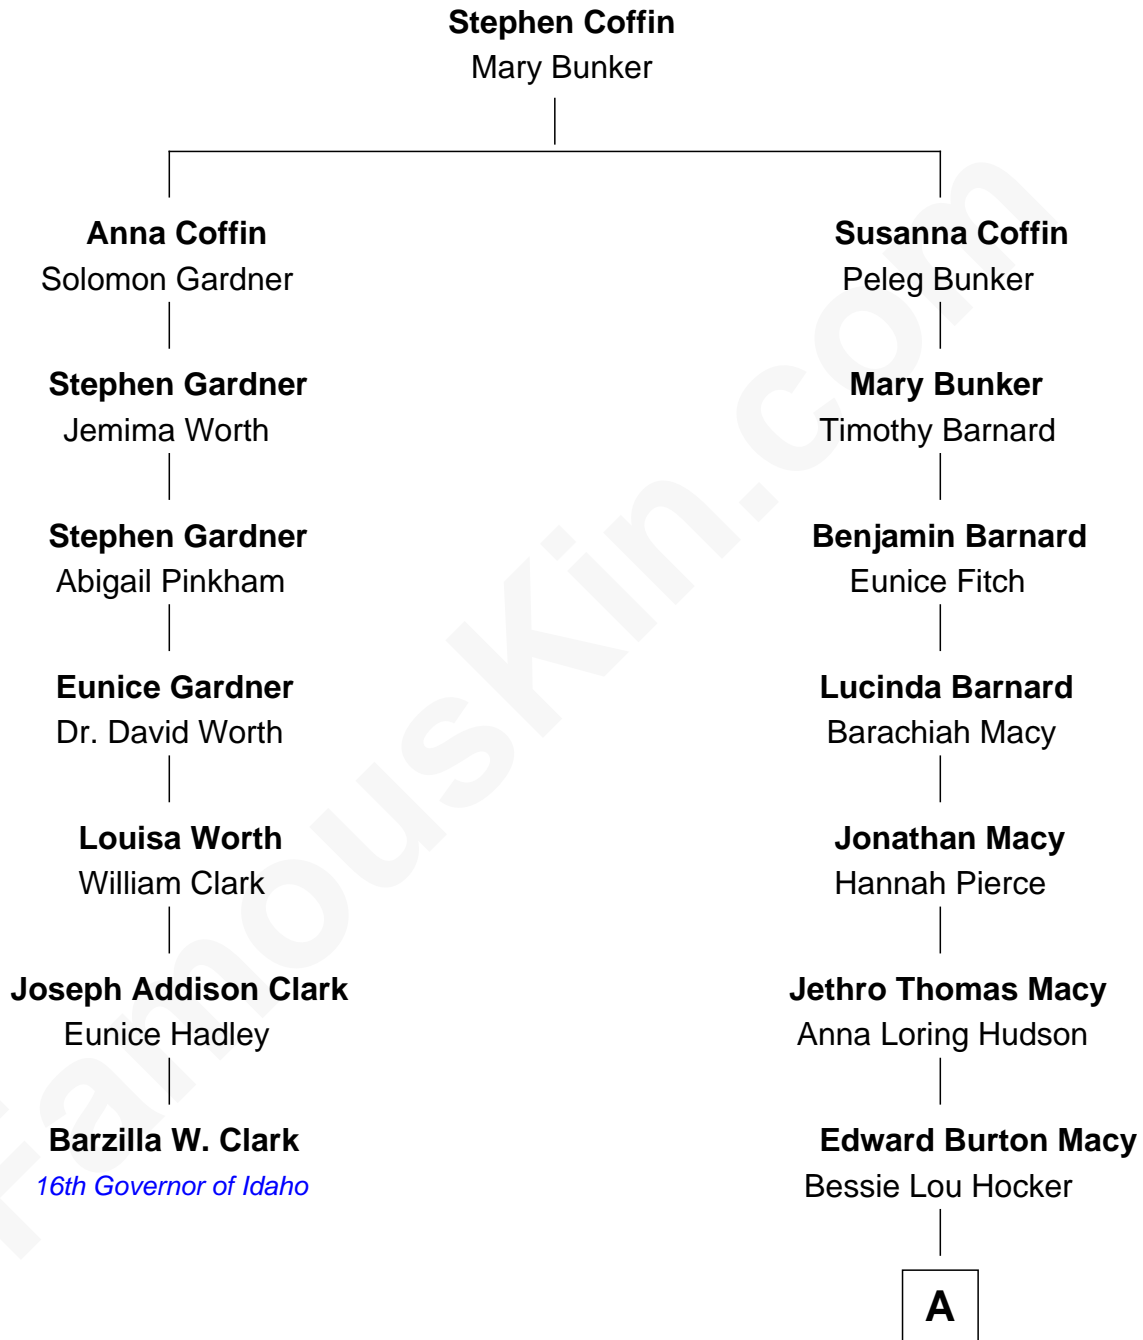 Stephen Coffin
Mary Bunker
Anna Coffin
Solomon Gardner
Susanna Coffin
Peleg Bunker
Stephen Gardner
Jemima Worth
Mary Bunker
Timothy Barnard
Stephen Gardner
Abigail Pinkham
Benjamin Barnard
Eunice Fitch
Eunice Gardner
Dr. David Worth
Lucinda Barnard
Barachiah Macy
Louisa Worth
William Clark
Jonathan Macy
Hannah Pierce
Joseph Addison Clark
Eunice Hadley
Jethro Thomas Macy
Anna Loring Hudson
Barzilla W. Clark
16th Governor of Idaho
Edward Burton Macy
Bessie Lou Hocker
A
FamousKin.com